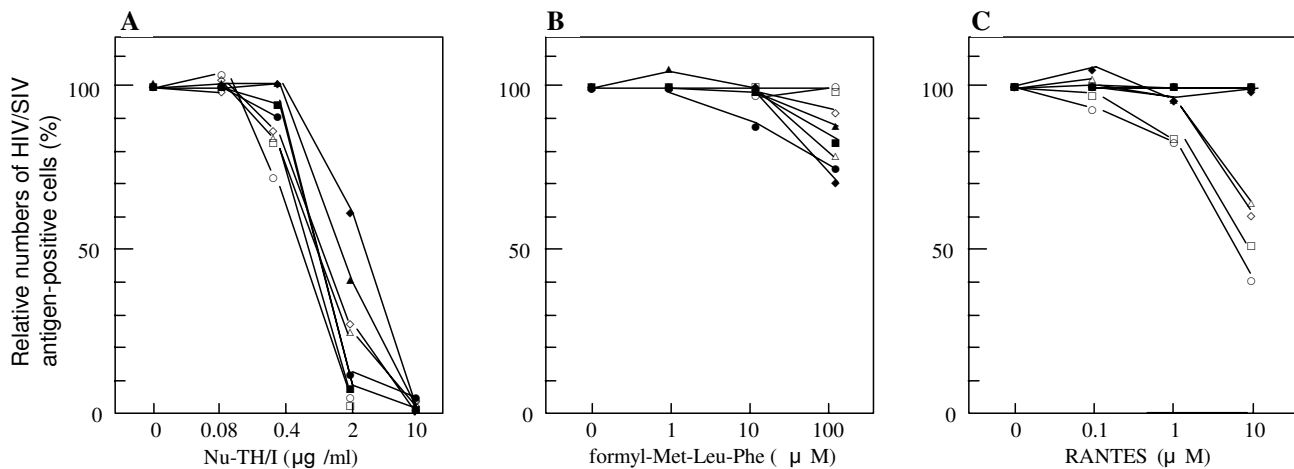 A
B
C
Relative numbers of HIV/SIV
antigen-positive cells (%)
100
50
0
0 0.08 0.4 2 10
Nu-TH/I (µg /ml)
100
50
0
0 1 10 100
formyl-Met-Leu-Phe ( µ M)
100
50
0
0 0.1 1 10
RANTES (µ M)